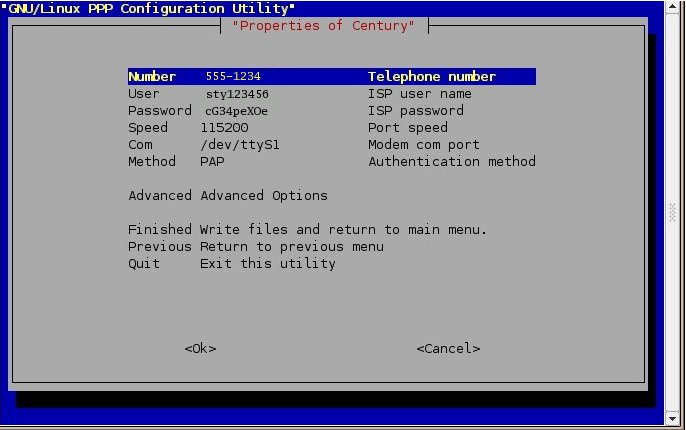 "GNU/Linux PPP Configuration Utility"
"Properties of Century"
Number 555-1234 Telephone number
User sty123456 ISP user name
Password cG34peXOe ISP password
Speed 115200 Port speed
Com /dev/ttyS1 Modem com port
Method PAP Authentication method
Advanced Advanced Options
Finished Write files and return to main menu.
Previous Return to previous menu
Quit Exit this utility
<Ok> <Cancel>